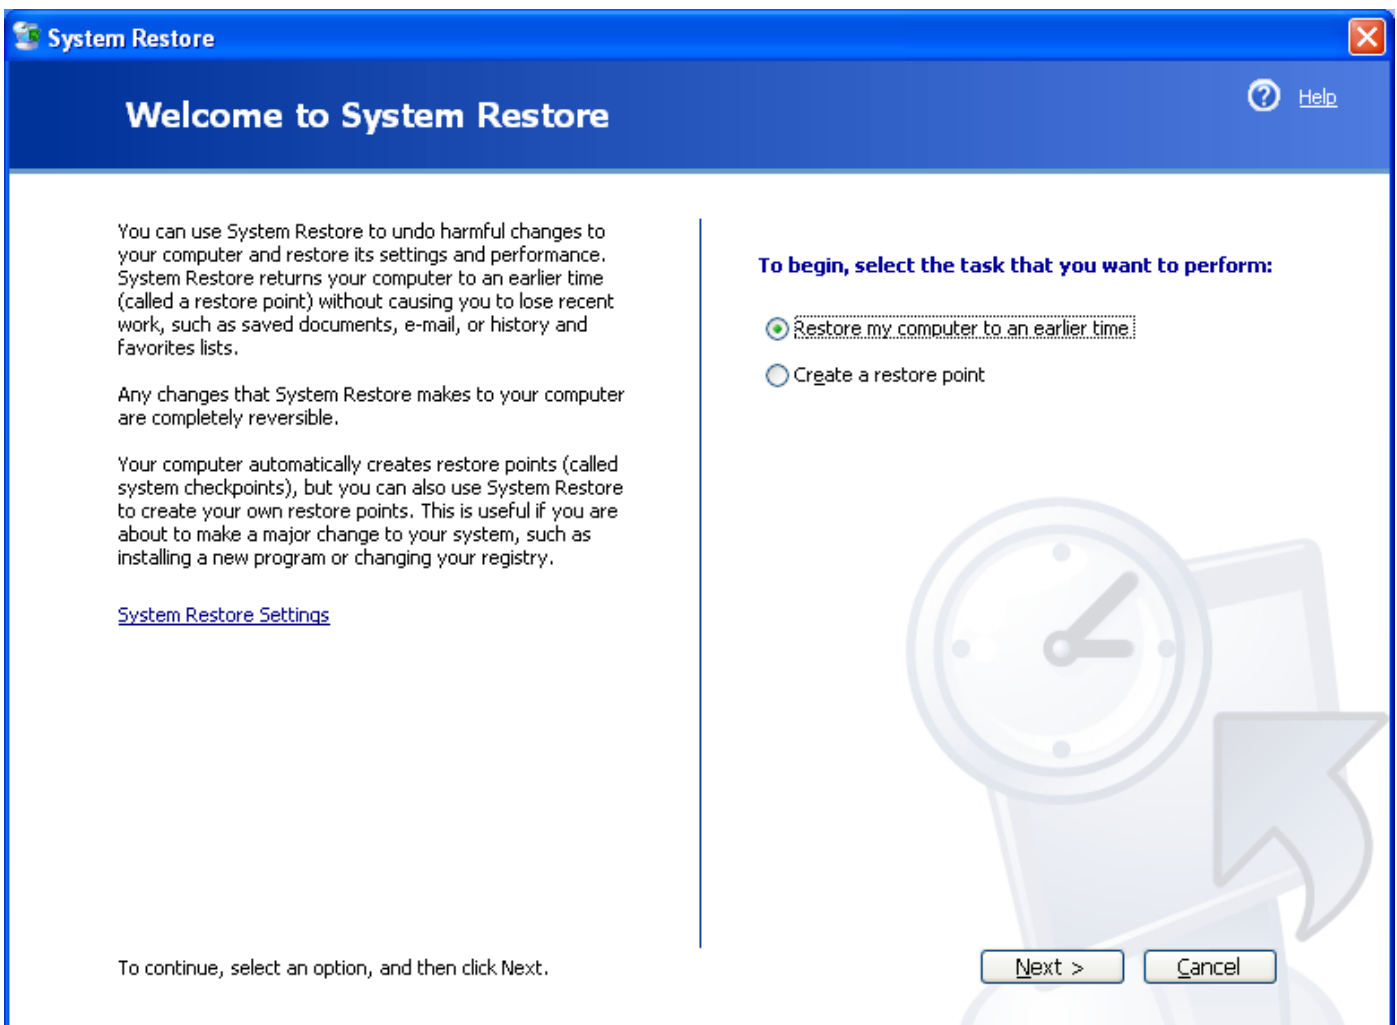 System Restore
Welcome to System Restore
Help
You can use System Restore to undo harmful changes to
your computer and restore its settings and performance.
System Restore returns your computer to an earlier time
(called a restore point) without causing you to lose recent
work, such as saved documents, e-mail, or history and
favorites lists.
Any changes that System Restore makes to your computer
are completely reversible.
Your computer automatically creates restore points (called
system checkpoints), but you can also use System Restore
to create your own restore points. This is useful if you are
about to make a major change to your system, such as
installing a new program or changing your registry.
System Restore Settings
To begin, select the task that you want to perform:
Restore my computer to an earlier time
Create a restore point
To continue, select an option, and then click Next.
Next >
Cancel